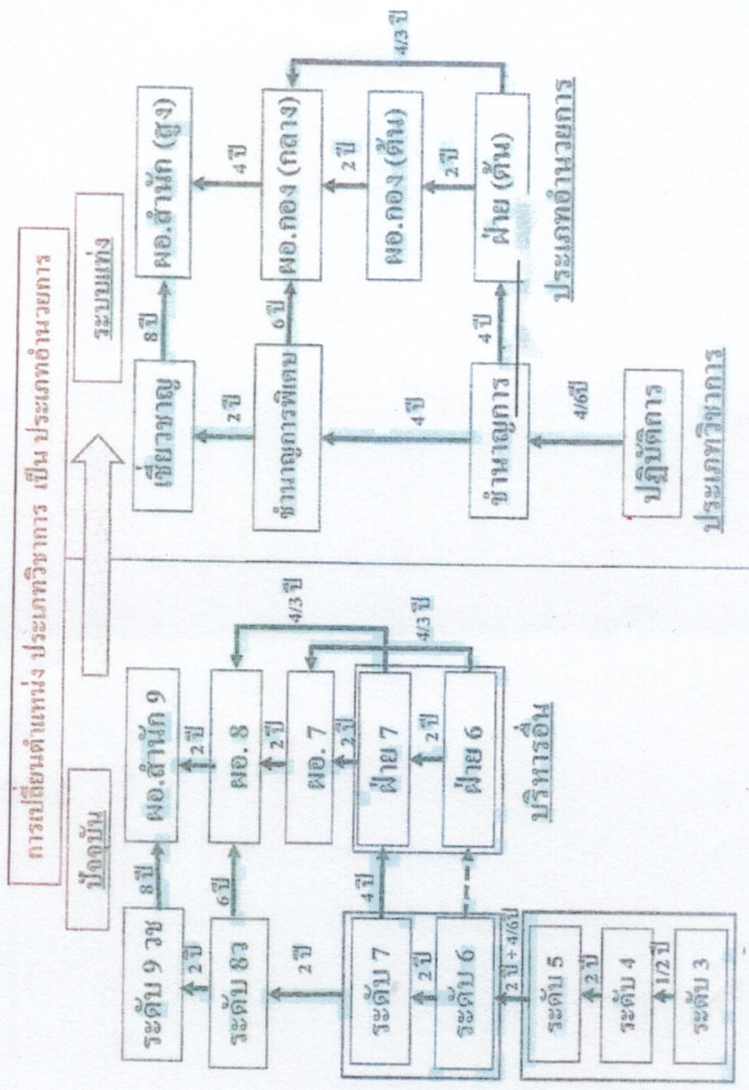 การเปลี่ยนตำแหน่ง ประเภทวิชาการ เป็น ประเภทอำนวยการ
ปัจจุบัน
ระดับ 9 วช
8 ปี
ผอ.สำนัก 9
2 ปี
2 ปี
ระดับ 8ว
6 ปี
ผอ. 8
2 ปี
4/3 ปี
ผอ. 7
2 ปี
2 ปี
4/3 ปี
ระดับ 7
4 ปี
ฝ่าย 7
2 ปี
2 ปี
ระดับ 6
ฝ่าย 6
2 ปี + 4/6ปี
บริหารอื่น
ระดับ 5
2 ปี
ระดับ 4
1/2 ปี
ระดับ 3
ระบบแท่ง
เชี่ยวชาญ
8 ปี
ผอ.สำนัก (สูง)
2 ปี
4 ปี
ชำนาญการพิเศษ
6 ปี
ผอ.กอง (กลาง)
2 ปี
4/3 ปี
ผอ.กอง (ต้น)
4 ปี
2 ปี
ชำนาญการ
4 ปี
ฝ่าย (ต้น)
4/6ปี
ประเภทอำนวยการ
ปฏิบัติการ
ประเภทวิชาการ